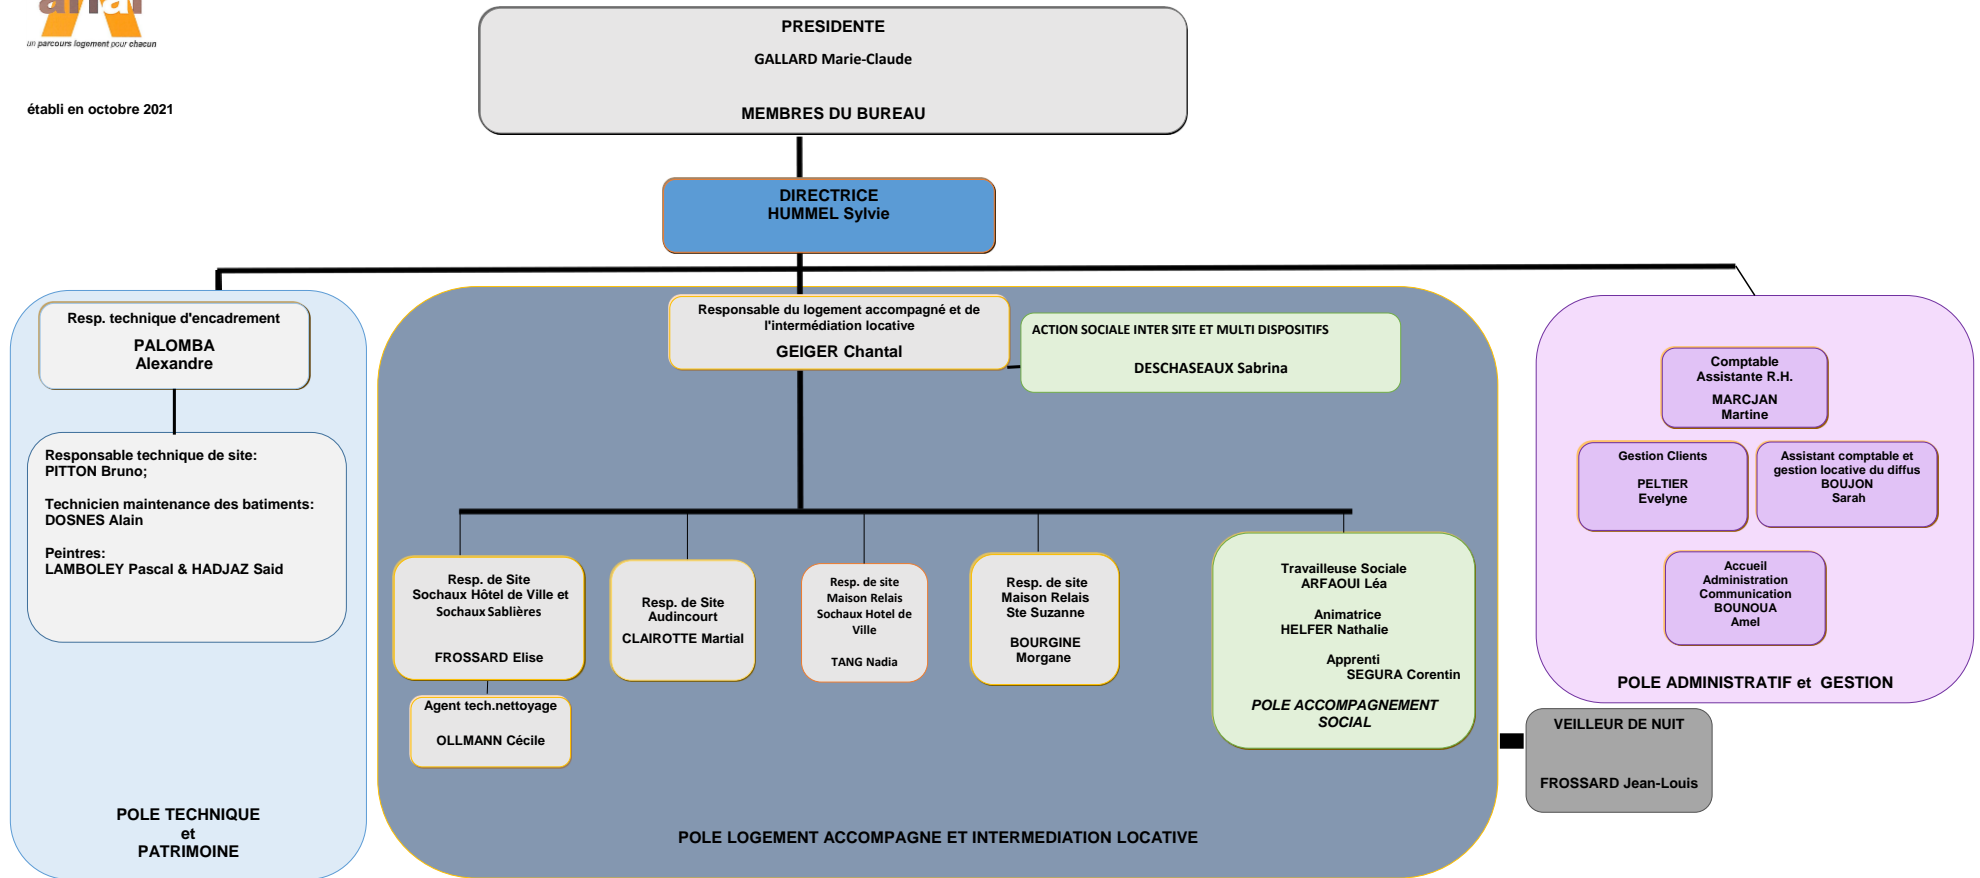 un parcours logement pour chacun
établi en octobre 2021
PRESIDENTE
GALLARD Marie-Claude
MEMBRES DU BUREAU
DIRECTRICE
HUMMEL Sylvie
Resp. technique d'encadrement
PALOMBA
Alexandre
Responsable technique de site:
PITTON Bruno;
Technicien maintenance des batiments:
DOSNES Alain
Peintres:
LAMBOLEY Pascal & HADJAZ Said
POLE TECHNIQUE
et
PATRIMOINE
Responsable du logement accompagné et de
l'intermédiation locative
GEIGER Chantal
ACTION SOCIALE INTER SITE ET MULTI DISPOSITIFS
DESCHASEAUX Sabrina
Resp. de Site
Sochaux Hôtel de Ville et
Sochaux Sablières
FROSSARD Elise
Agent tech.nettoyage
OLLMANN Cécile
Resp. de Site
Audincourt
CLAIROTTE Martial
Resp. de site
Maison Relais
Sochaux Hotel de
Ville
TANG Nadia
Resp. de site
Maison Relais
Ste Suzanne
BOURGINE
Morgane
Travailleuse Sociale
ARFAOUI Léa
Animatrice
HELFER Nathalie
Apprenti
SEGURA Corentin
POLE ACCOMPAGNEMENT
SOCIAL
POLE LOGEMENT ACCOMPAGNE ET INTERMEDIATION LOCATIVE
Comptable
Assistante R.H.
MARCJAN
Martine
Gestion Clients
PELTIER
Evelyne
Assistant comptable et
gestion locative du diffus
BOUJON
Sarah
Accueil
Administration
Communication
BOUNOUA
Amel
POLE ADMINISTRATIF et GESTION
VEILLEUR DE NUIT
FROSSARD Jean-Louis